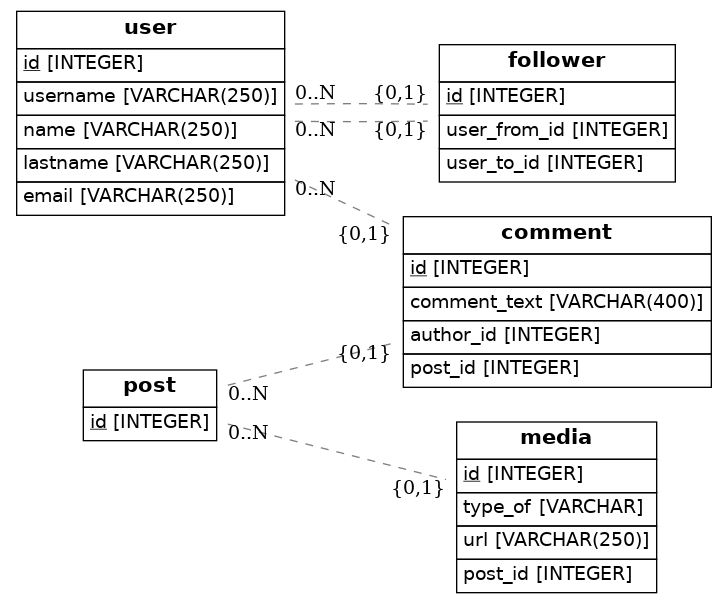 user
id [INTEGER]
username [VARCHAR(250)]
name [VARCHAR(250)]
lastname [VARCHAR(250)]
email [VARCHAR(250)]
0..N {0,1}
0..N {0,1}
follower
id [INTEGER]
user_from_id [INTEGER]
user_to_id [INTEGER]
0..N
{0,1}
comment
id [INTEGER]
comment_text [VARCHAR(400)]
author_id [INTEGER]
post_id [INTEGER]
{0,1}
0..N
post
id [INTEGER]
0..N
{0,1}
media
id [INTEGER]
type_of [VARCHAR]
url [VARCHAR(250)]
post_id [INTEGER]